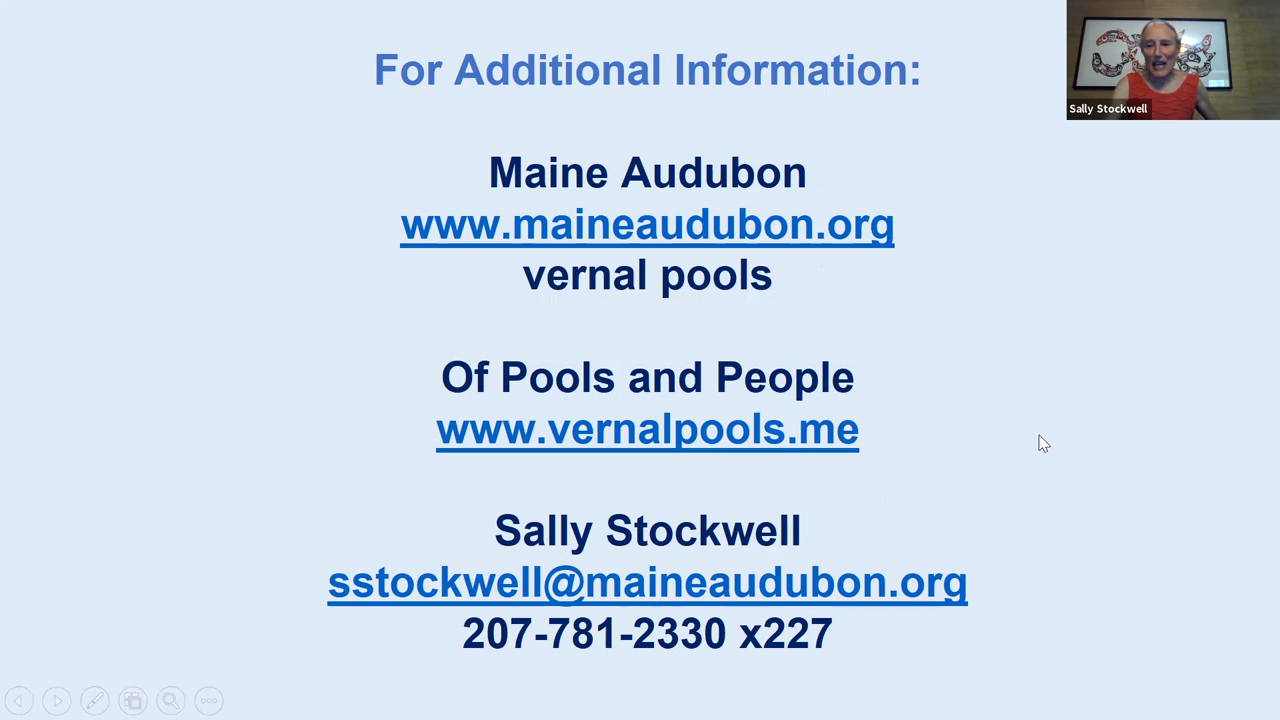 For Additional Information:
Sally Stockwell
Maine Audubon
www.maineaudubon.org
vernal pools
Of Pools and People
www.vernalpools.me
Sally Stockwell
sstockwell@maineaudubon.org
207-781-2330 x227